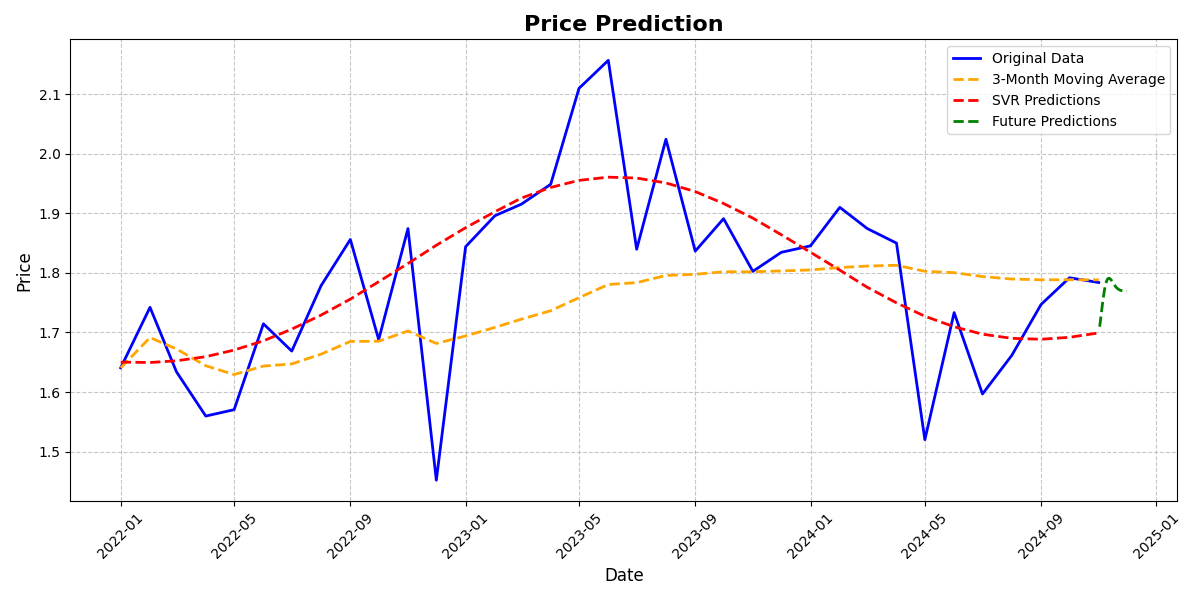 Price Prediction
Original Data
3-Month Moving Average
SVR Predictions
Future Predictions
Price
2.1
2.0
1.9
1.8
1.7
1.6
1.5
2022-01
2022-05
2022-09
2023-01
2023-05
2023-09
2024-01
2024-05
2024-09
2025-01
Date